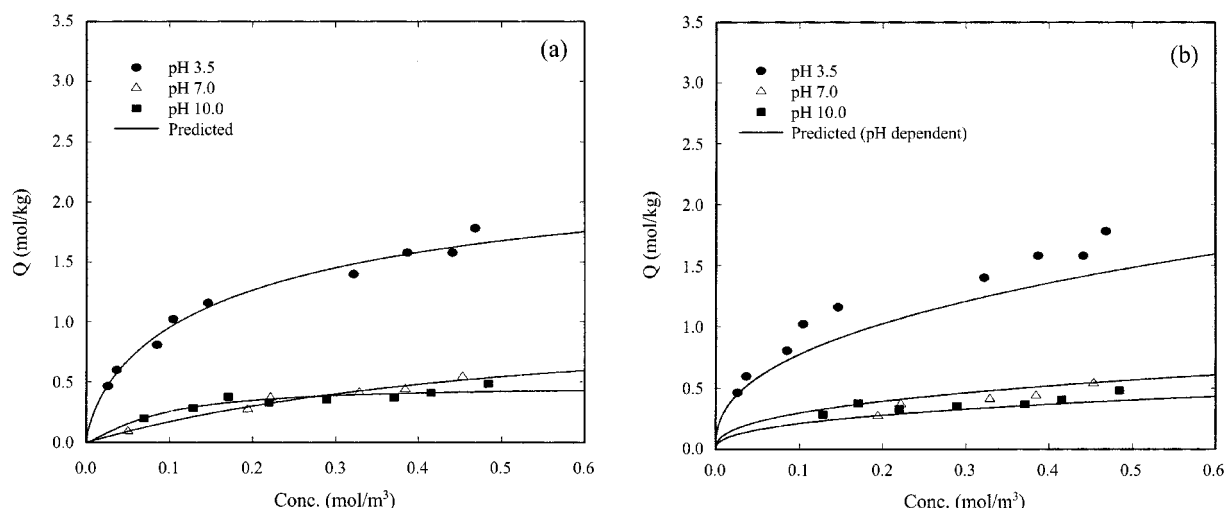 (a)
3.5
3.0
2.5
2.0
1.5
1.0
0.5
0.0
Q (mol/kg)
pH 3.5
pH 7.0
pH 10.0
Predicted
0.0 0.1 0.2 0.3 0.4 0.5 0.6
Conc. (mol/m³)
(b)
3.5
3.0
2.5
2.0
1.5
1.0
0.5
0.0
Q (mol/kg)
pH 3.5
pH 7.0
pH 10.0
Predicted (pH dependent)
0.0 0.1 0.2 0.3 0.4 0.5 0.6
Conc. (mol/m³)